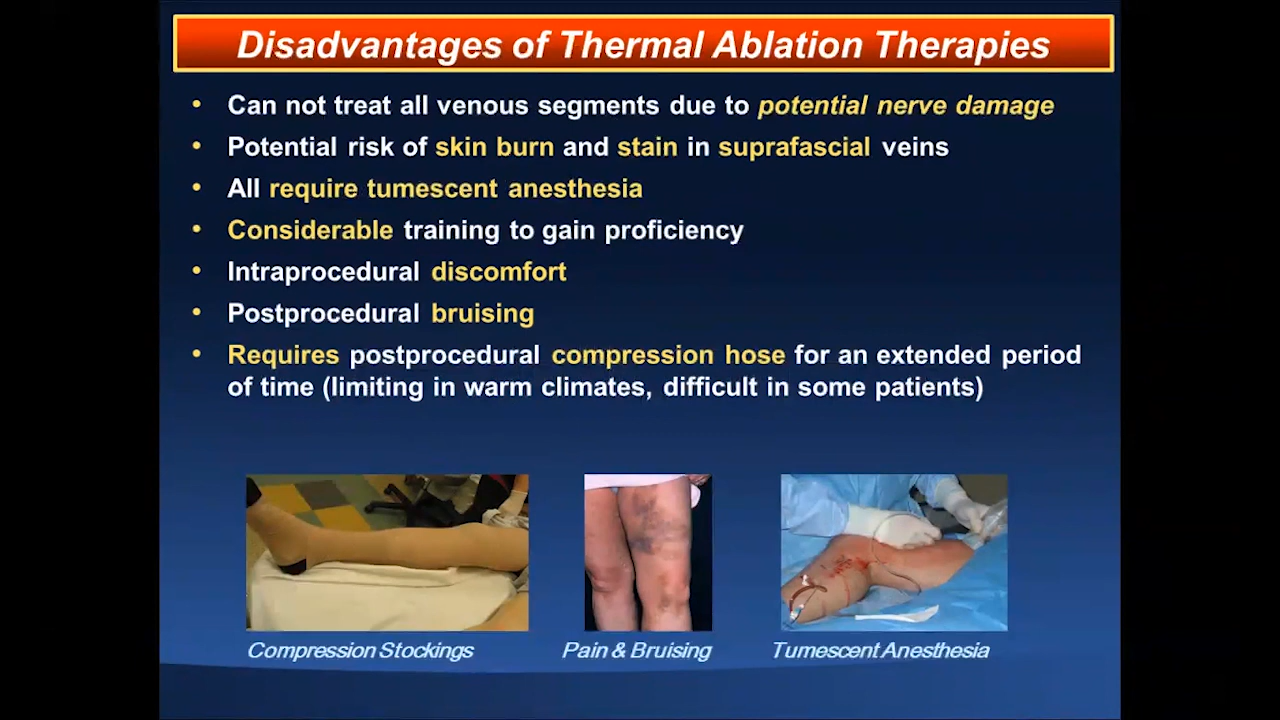 Disadvantages of Thermal Ablation Therapies
• Can not treat all venous segments due to potential nerve damage
• Potential risk of skin burn and stain in suprafascial veins
• All require tumescent anesthesia
• Considerable training to gain proficiency
• Intraprocedural discomfort
• Postprocedural bruising
• Requires postprocedural compression hose for an extended period
of time (limiting in warm climates, difficult in some patients)
Compression Stockings
Pain & Bruising
Tumescent Anesthesia